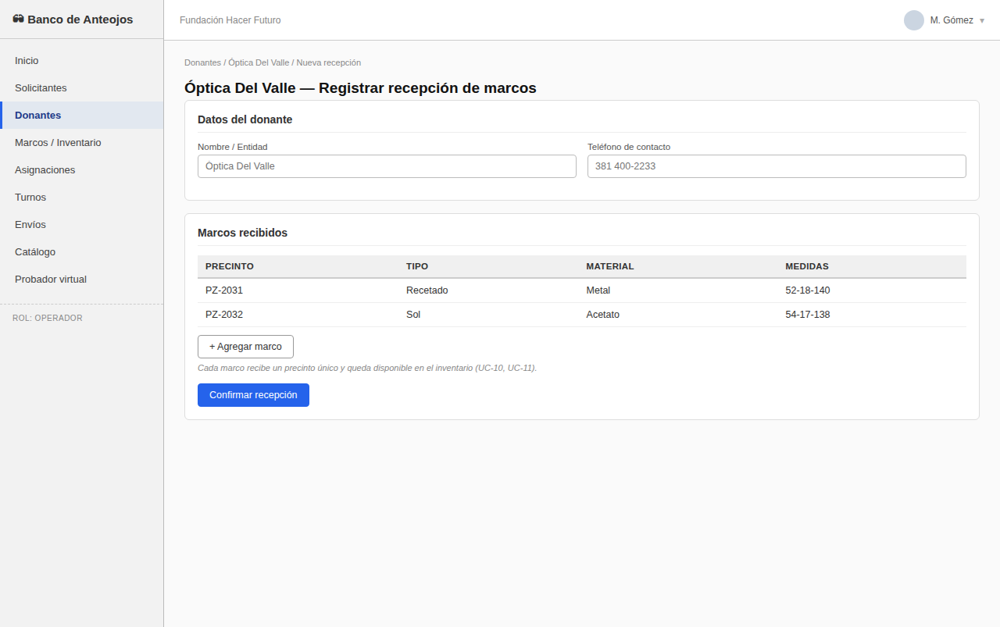 🕶 Banco de Anteojos
Fundación Hacer Futuro
M. Gómez ▾
Inicio
Solicitantes
Donantes
Marcos / Inventario
Asignaciones
Turnos
Envíos
Catálogo
Probador virtual
ROL: OPERADOR
Donantes / Óptica Del Valle / Nueva recepción
Óptica Del Valle — Registrar recepción de marcos
Datos del donante
Nombre / Entidad
Teléfono de contacto
Óptica Del Valle
381 400-2233
Marcos recibidos
PRECINTO TIPO MATERIAL MEDIDAS
PZ-2031 Recetado Metal 52-18-140
PZ-2032 Sol Acetato 54-17-138
+ Agregar marco
Cada marco recibe un precinto único y queda disponible en el inventario (UC-10, UC-11).
Confirmar recepción